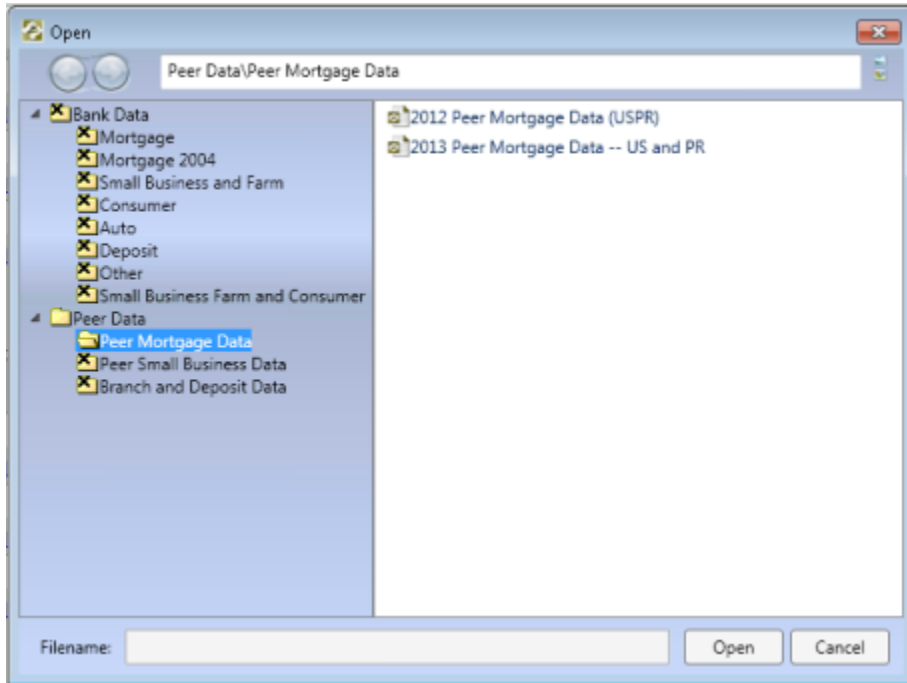 Open
Peer Data\Peer Mortgage Data
Bank Data
Mortgage
Mortgage 2004
Small Business and Farm
Consumer
Auto
Deposit
Other
Small Business Farm and Consumer
Peer Data
Peer Mortgage Data
Peer Small Business Data
Branch and Deposit Data
2012 Peer Mortgage Data (USPR)
2013 Peer Mortgage Data -- US and PR
Filename:
Open
Cancel